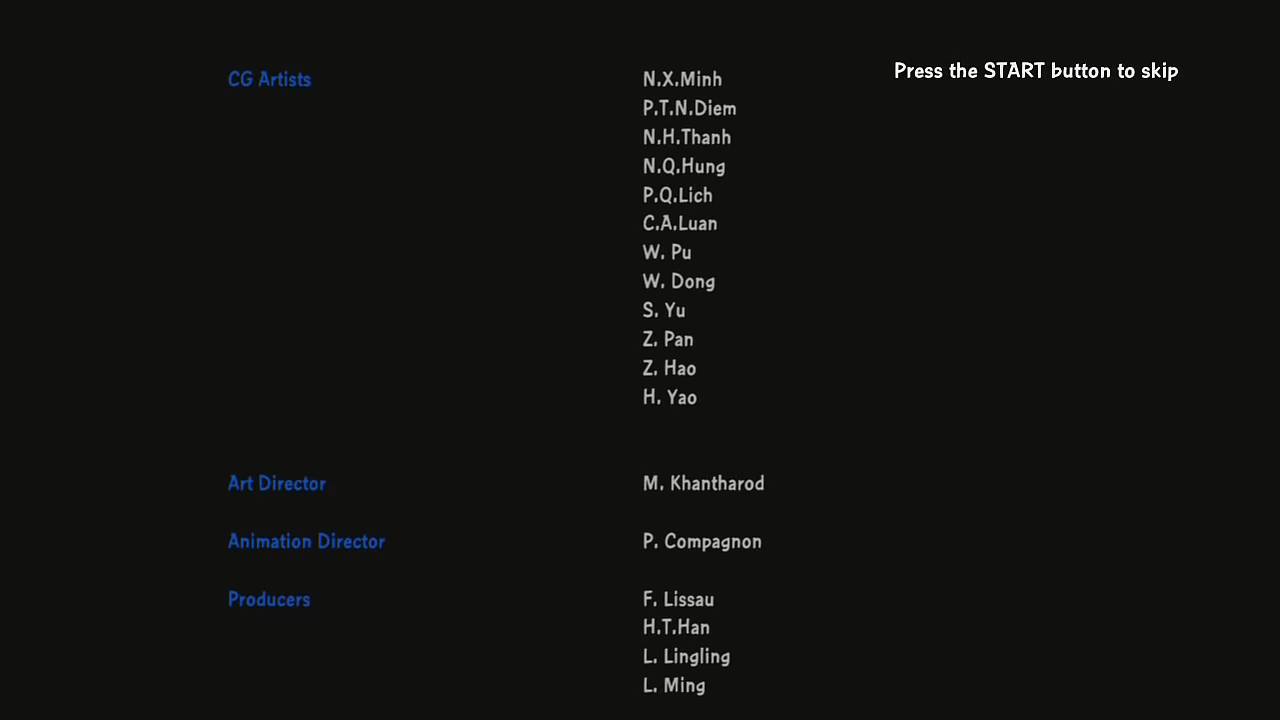 Press the START button to skip
CG Artists N.X.Minh
P.T.N.Diem
N.H.Thanh
N.Q.Hung
P.Q.Lich
C.A.Luan
W. Pu
W. Dong
S. Yu
Z. Pan
Z. Hao
H. Yao
Art Director M. Khantharod
Animation Director P. Compagnon
Producers F. Lissau
H.T.Han
L. Lingling
L. Ming